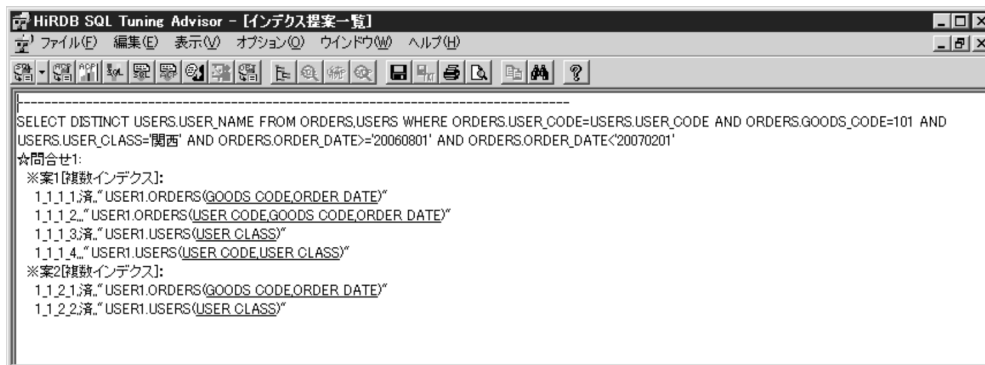 HiRDB SQL Tuning Advisor - [インデクス提案一覧]
ファイル(F) 編集(E) 表示(V) オプション(O) ウインドウ(W) ヘルプ(H)
--------------------------------------------------------------------------------
SELECT DISTINCT USERS.USER_NAME FROM ORDERS,USERS WHERE ORDERS.USER_CODE=USERS.USER_CODE AND ORDERS.GOODS_CODE=101 AND
USERS.USER_CLASS='関西' AND ORDERS.ORDER_DATE>='20060801' AND ORDERS.ORDER_DATE<'20070201'
☆問合せ1:
※案1[複数インデクス]:
1_1_1_1,済,,"USER1.ORDERS(GOODS_CODE,ORDER_DATE)"
1_1_1_2,,,"USER1.ORDERS(USER_CODE,GOODS_CODE,ORDER_DATE)"
1_1_1_3,済,,"USER1.USERS(USER_CLASS)"
1_1_1_4,,,"USER1.USERS(USER_CODE,USER_CLASS)"
※案2[複数インデクス]:
1_1_2_1,済,,"USER1.ORDERS(GOODS_CODE,ORDER_DATE)"
1_1_2_2,済,,"USER1.USERS(USER_CLASS)"